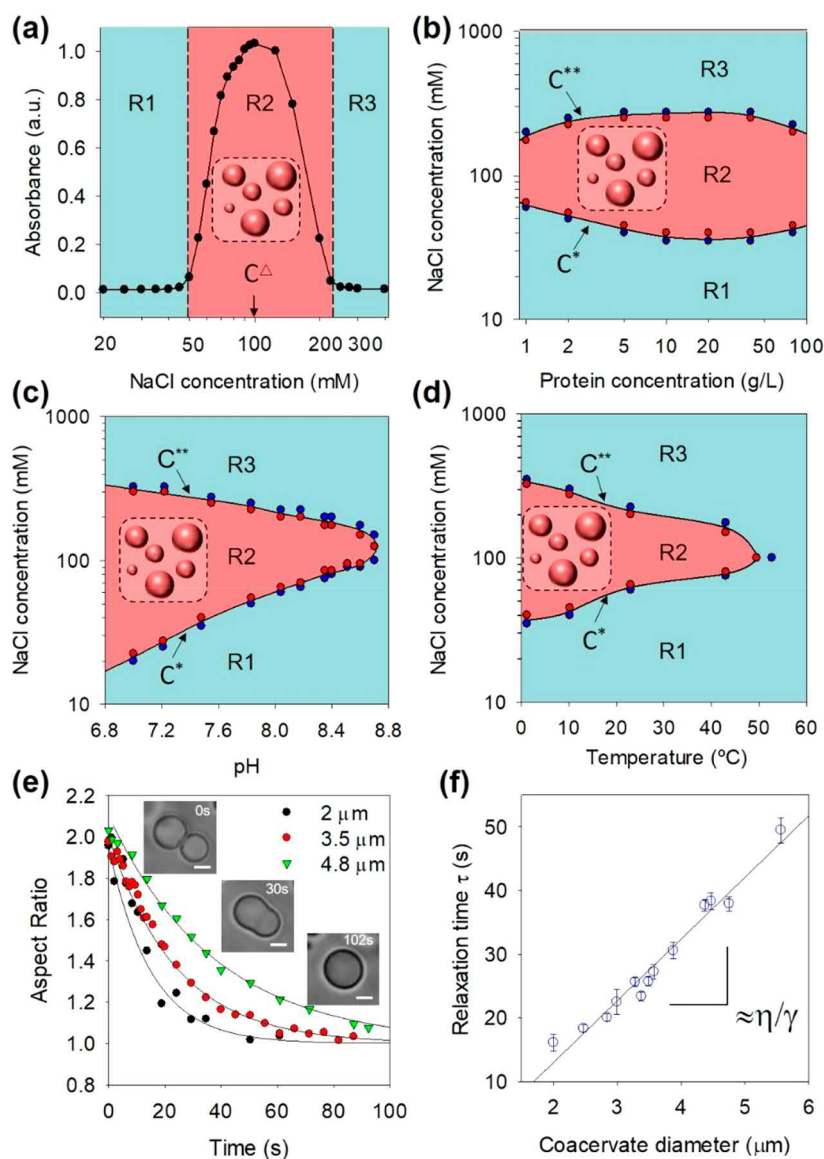 (a)
Absorbance (a.u.)
1.0
0.8
0.6
0.4
0.2
0.0
R1
R2
R3
C△
20
100
200
300
NaCl concentration (mM)
(b)
NaCl concentration (mM)
1000
100
10
C**
R3
R2
C*
R1
1
2
5
10
20
40
100
Protein concentration (g/L)
(c)
NaCl concentration (mM)
1000
100
10
C**
R3
R2
C*
R1
6.8
7.2
7.6
8.0
8.4
8.8
pH
(d)
NaCl concentration (mM)
1000
100
10
C**
R3
R2
C*
R1
0
10
20
30
40
50
60
Temperature (ºC)
(e)
Aspect Ratio
2.2
2.0
1.8
1.6
1.4
1.2
1.0
0.8
0s
30s
102s
2 μm
3.5 μm
4.8 μm
0
20
40
60
80
100
Time (s)
(f)
Relaxation time τ (s)
50
40
30
20
10
≈η/γ
2
3
4
5
6
Coacervate diameter (μm)